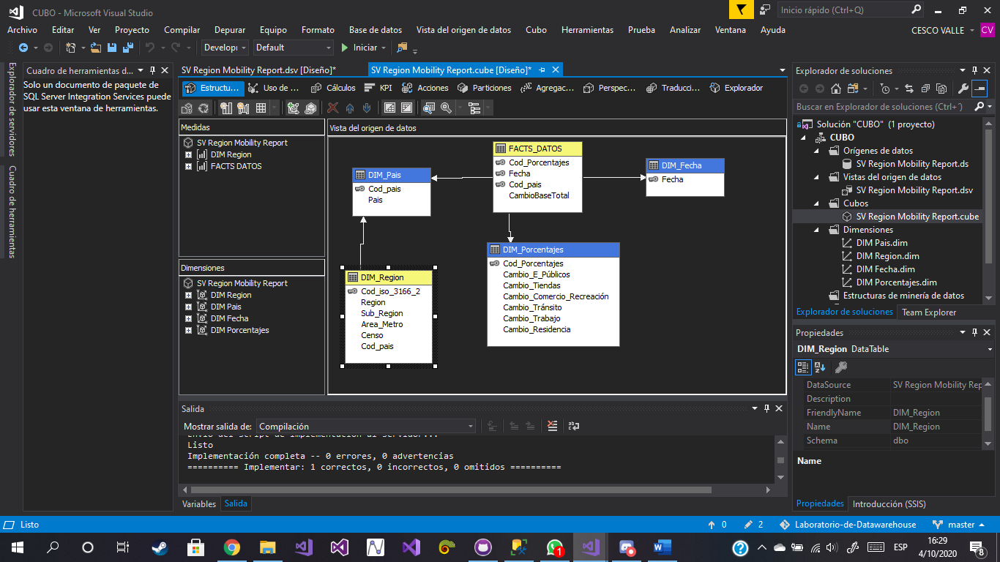 CUBO - Microsoft Visual Studio
Inicio rápido (Ctrl+Q)
Archivo Editar Ver Proyecto Compilar Depurar Equipo Formato Base de datos Vista del origen de datos Cubo Herramientas Prueba Analizar Ventana Ayuda
CESCO VALLE
CV
Default
Iniciar
Explorador de servidores
Cuadro de herramientas
Cuadro de herramientas d...
Solo un documento de paquete de
SQL Server Integration Services puede
usar esta ventana de herramientas.
SV Region Mobility Report.dsv [Diseño]*
SV Region Mobility Report.cube [Diseño]*
Estructu... Uso de ... Cálculos KPI Acciones Particiones Agregac... Perspec... Traducci... Explorador
Medidas
SV Region Mobility Report
DIM Region
FACTS DATOS
Dimensiones
SV Region Mobility Report
DIM Region
DIM Pais
DIM Fecha
DIM Porcentajes
Vista del origen de datos
FACTS_DATOS
Cod_Porcentajes
Fecha
Cod_pais
CambioBaseTotal
DIM_Pais
Cod_pais
Pais
DIM_Fecha
Fecha
DIM_Porcentajes
Cod_Porcentajes
Cambio_E_Públicos
Cambio_Tiendas
Cambio_Comercio_Recreación
Cambio_Tránsito
Cambio_Trabajo
Cambio_Residencia
DIM_Region
Cod_iso_3166_2
Region
Sub_Region
Area_Metro
Censo
Cod_pais
Salida
Mostrar salida de: Compilación
Envío del script de implementación al servidor...
Listo
Implementación completa -- 0 errores, 0 advertencias
========== Implementar: 1 correctos, 0 incorrectos, 0 omitidos ==========
Variables Salida
Explorador de soluciones
Buscar en Explorador de soluciones (Ctrl+´)
Solución "CUBO" (1 proyecto)
CUBO
Orígenes de datos
SV Region Mobility Report.ds
Vistas del origen de datos
SV Region Mobility Report.dsv
Cubos
SV Region Mobility Report.cube
Dimensiones
DIM Pais.dim
DIM Region.dim
DIM Fecha.dim
DIM Porcentajes.dim
Estructuras de minería de datos
Explorador de soluciones Team Explorer
Propiedades
DIM_Region DataTable
DataSource SV Region Mobility Rep
Description
FriendlyName DIM_Region
Name DIM_Region
Schema dbo
Name
Propiedades Introducción (SSIS)
Listo
0 2 Laboratorio-de-Datawarehouse master
1
ESP
16:29
4/10/2020
8